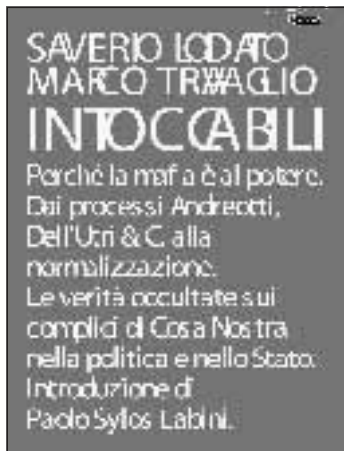 SAVERIO LODATO
MARCO TRAVAGLIO
INTOCCABILI
Perché la mafia è al potere.
Dai processi Andreotti,
Dell'Utri & C. alla
normalizzazione.
Le verità occultate sui
complici di Cosa Nostra
nella politica e nello Stato.
Introduzione di
Paolo Sylos Labini.